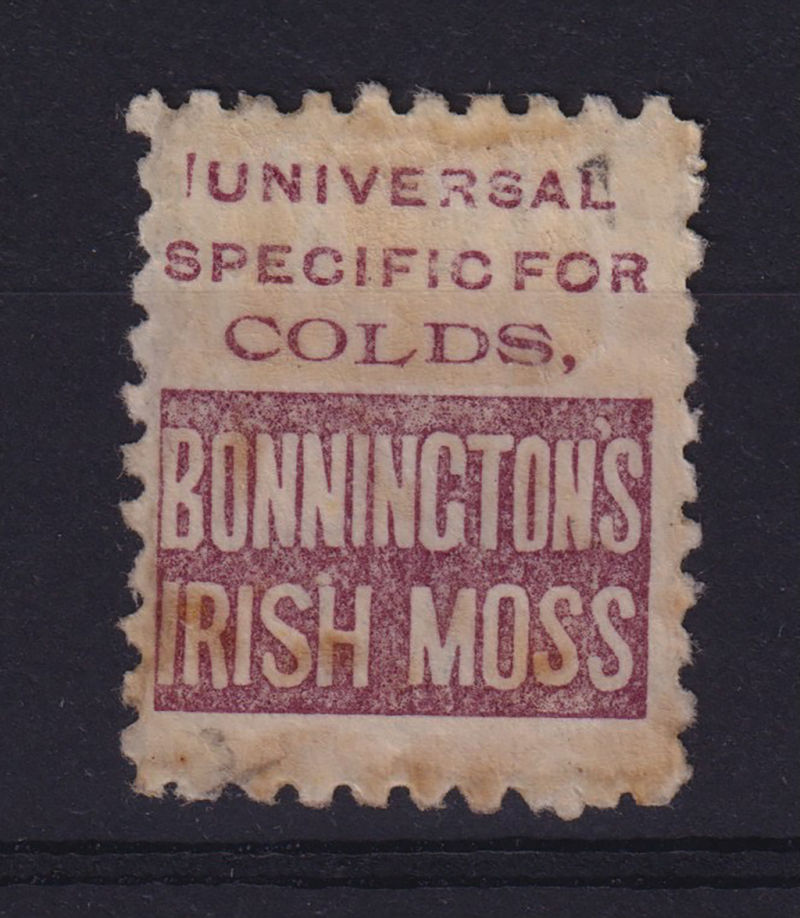 UNIVERSAL
SPECIFIC FOR
COLDS,
BONNINGTON'S
IRISH MOSS